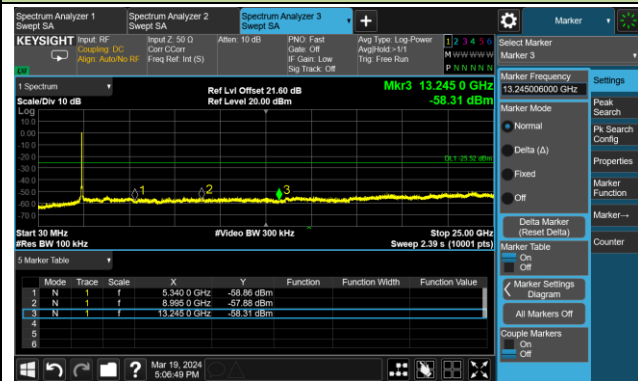 Spectrum Analyzer 1
Swept SA
Spectrum Analyzer 2
Swept SA
Spectrum Analyzer 3
Swept SA
Marker
KEYSIGHT
Input: RF
Coupling: DC
Align: Auto/No RF
Input Z: 50 Ω
Corr CCorr
Freq Ref: Int (S)
Atten: 10 dB
PNO: Fast
Gate: Off
IF Gain: Low
Sig Track: Off
Avg Type: Log-Power
Avg|Hold:>1/1
Trig: Free Run
1 2 3 4 5 6
M W W W W W
P N N N N N
Select Marker
Marker 3
1 Spectrum
Scale/Div 10 dB
Log
Ref Lvl Offset 21.60 dB
Ref Level 20.00 dBm
Mkr3 13.245 0 GHz
-58.31 dBm
10.0
0.00
-10.0
-20.0
-30.0
-40.0
-50.0
-60.0
-70.0
DL1 -25.52 dBm
1
2
3
Start 30 MHz
#Res BW 100 kHz
#Video BW 300 kHz
Stop 25.00 GHz
Sweep 2.39 s (10001 pts)
5 Marker Table
Mode Trace Scale X Y Function Function Width Function Value
1 N 1 f 5.340 0 GHz -58.86 dBm
2 N 1 f 8.995 0 GHz -57.88 dBm
3 N 1 f 13.245 0 GHz -58.31 dBm
4
5
6
Marker Frequency
13.245006000 GHz
Marker Mode
Normal
Delta (Δ)
Fixed
Off
Delta Marker
(Reset Delta)
Marker Table
On
Off
Marker Settings
Diagram
All Markers Off
Couple Markers
On
Off
Settings
Peak
Search
Pk Search
Config
Properties
Marker
Function
Marker→
Counter
Mar 19, 2024
5:06:49 PM